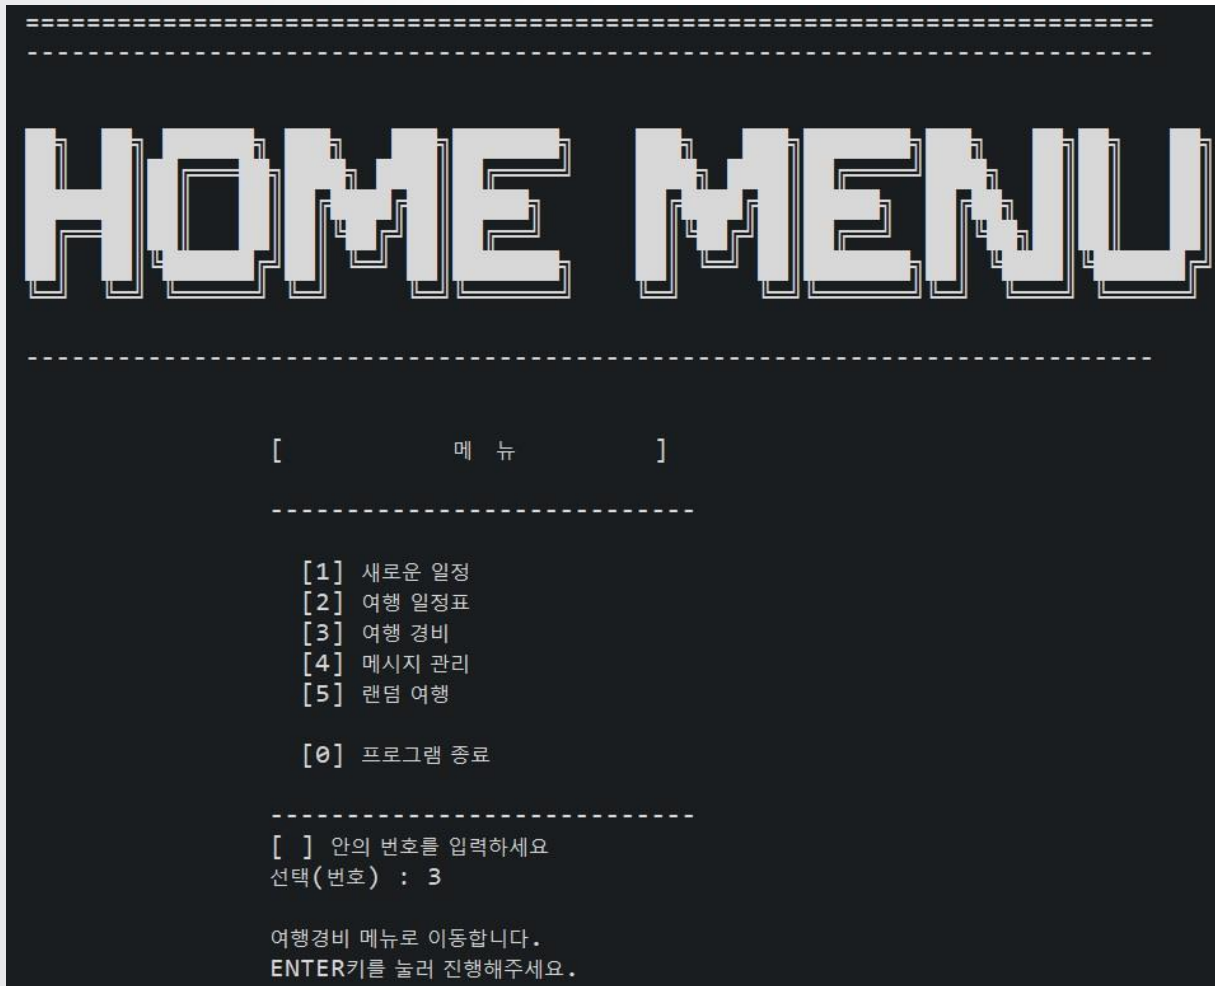 ==========================================================================
--------------------------------------------------------------------------
HOME MENU
--------------------------------------------------------------------------
[ 메 뉴 ]
----------------------------
[1] 새로운 일정
[2] 여행 일정표
[3] 여행 경비
[4] 메시지 관리
[5] 랜덤 여행
[0] 프로그램 종료
----------------------------
[ ] 안의 번호를 입력하세요
선택(번호) : 3
여행경비 메뉴로 이동합니다.
ENTER키를 눌러 진행해주세요.